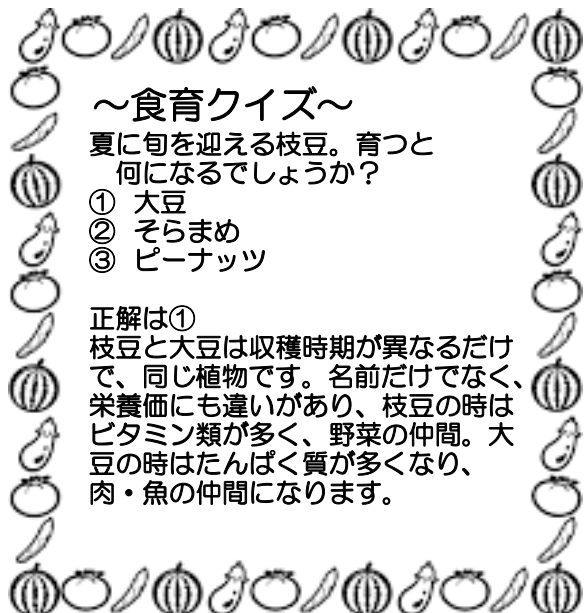 ～食育クイズ～
夏に旬を迎える枝豆。育つと
何になるでしょうか？
① 大豆
② そらまめ
③ ピーナッツ
正解は①
枝豆と大豆は収穫時期が異なるだけ
で、同じ植物です。名前だけでなく、
栄養価にも違いがあり、枝豆の時は
ビタミン類が多く、野菜の仲間。大
豆の時はたんぱく質が多くなり、
肉・魚の仲間になります。